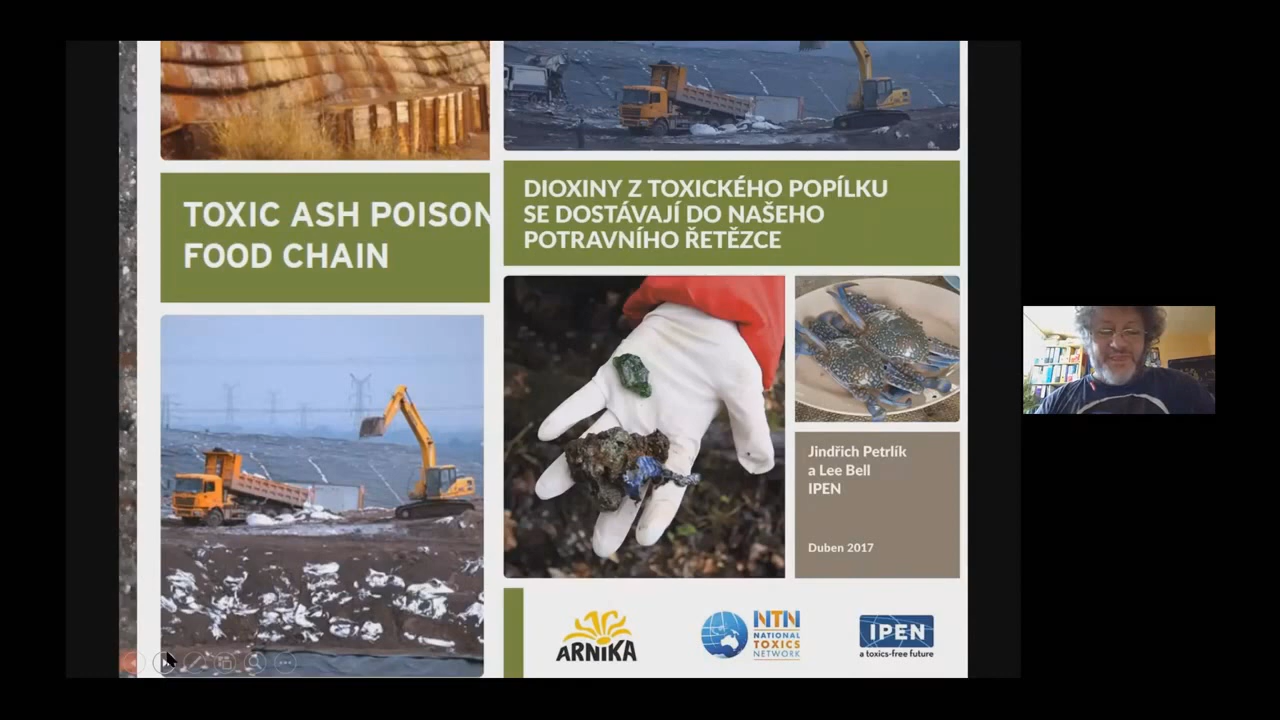 TOXIC ASH POISON
FOOD CHAIN
DIOXINY Z TOXICKÉHO POPÍLKU
SE DOSTÁVAJÍ DO NAŠEHO
POTRAVNÍHO ŘETĚZCE
Jindřich Petrlík
a Lee Bell
IPEN
Duben 2017
ARNIKA
NTN
NATIONAL
TOXICS
NETWORK
IPEN
a toxics-free future